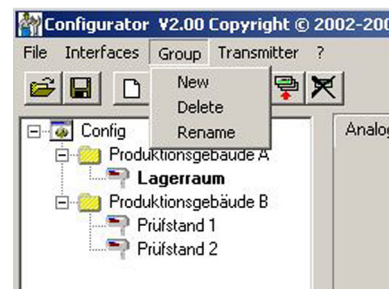 Configurator V2.00 Copyright © 2002-200
File Interfaces Group Transmitter ?
New
Delete
Rename
Config
Produktionsgebäude A
Lagerraum
Produktionsgebäude B
Prüfstand 1
Prüfstand 2
Analog